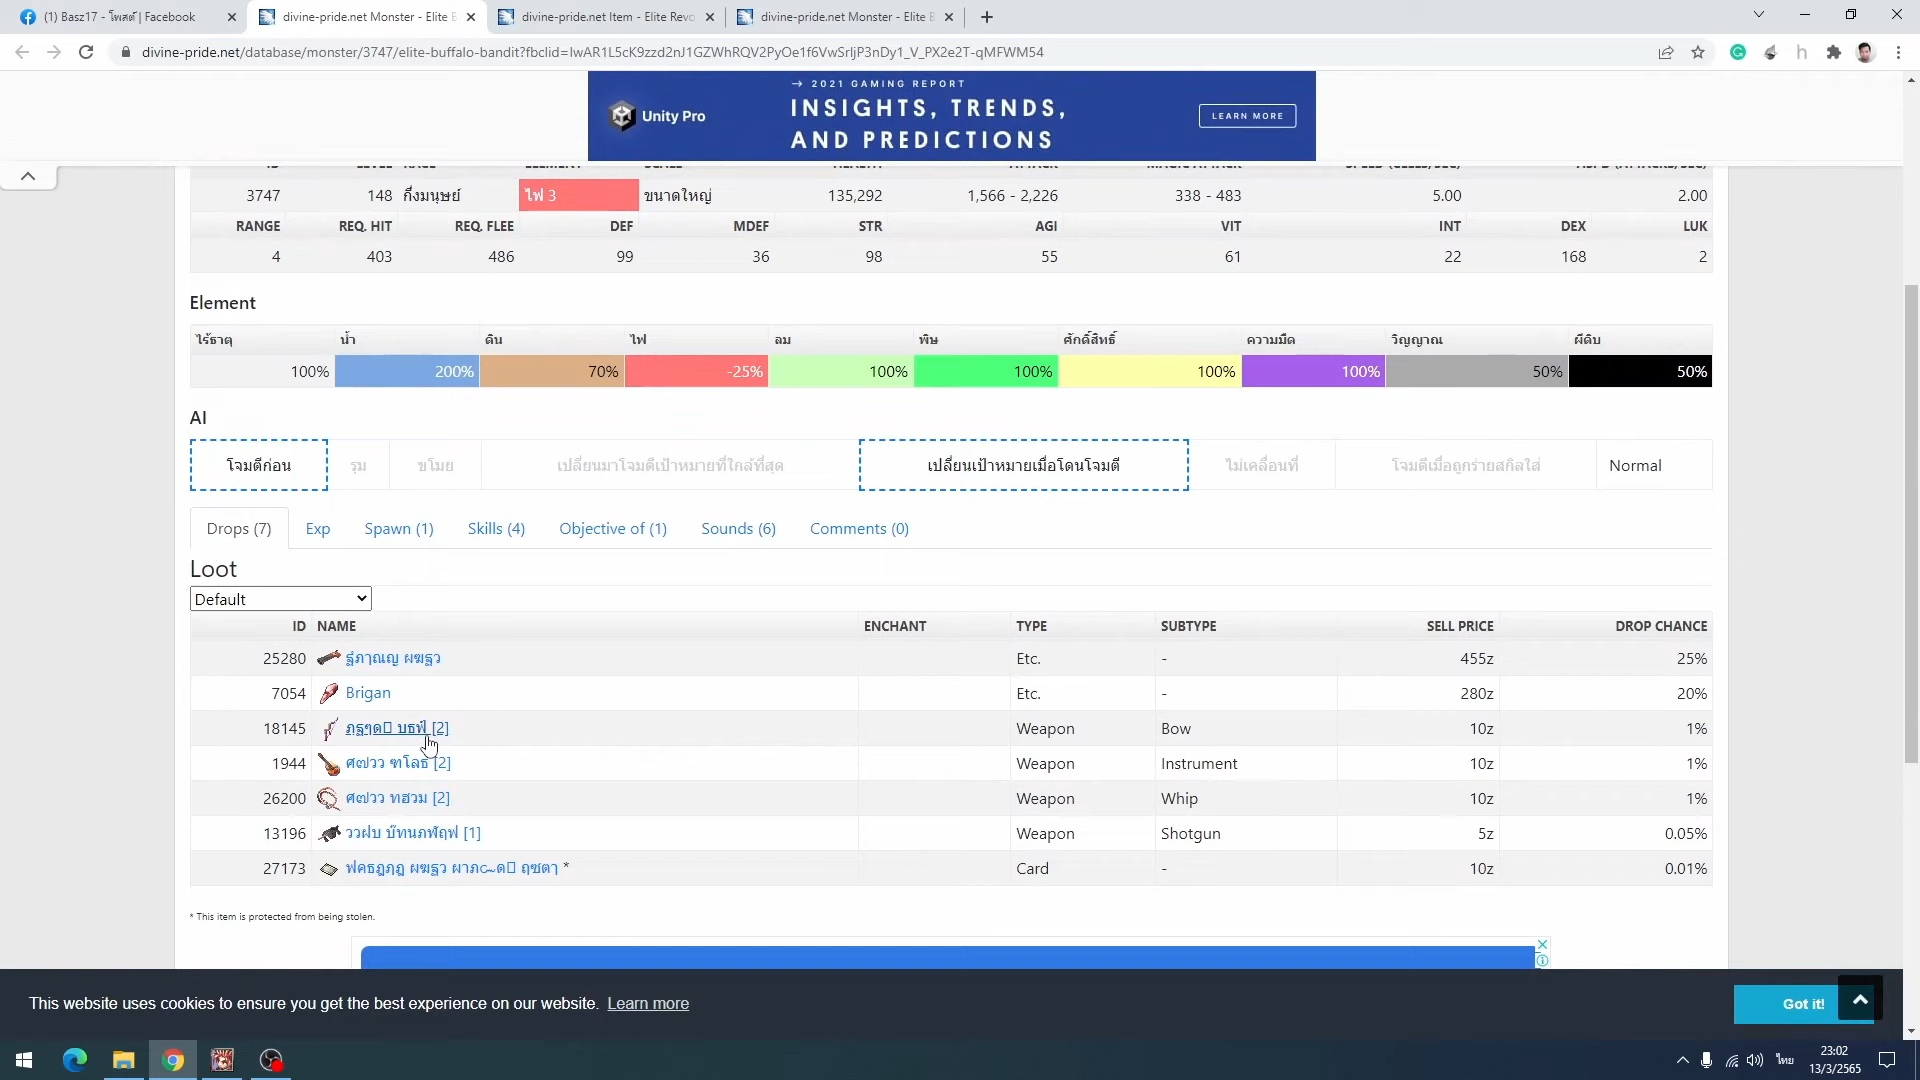 (1) Basz17 - โพสต์ | Facebook
divine-pride.net Monster - Elite B
divine-pride.net Item - Elite Revo
divine-pride.net Monster - Elite B
divine-pride.net/database/monster/3747/elite-buffalo-bandit?fbclid=IwAR1L5cK9zzd2nJ1GZWhRQV2PyOe1f6VwSrIjP3nDy1_V_PX2e2T-qMFWM54
→ 2021 GAMING REPORT
Unity Pro
INSIGHTS, TRENDS,
AND PREDICTIONS
LEARN MORE
3747 148 กึ่งมนุษย์ ไฟ 3 ขนาดใหญ่ 135,292 1,566 - 2,226 338 - 483 5.00 2.00
RANGE REQ. HIT REQ. FLEE DEF MDEF STR AGI VIT INT DEX LUK
4 403 486 99 36 98 55 61 22 168 2
Element
ไร้ธาตุ น้ำ ดิน ไฟ ลม พิษ ศักดิ์สิทธิ์ ความมืด วิญญาณ ผีดิบ
100% 200% 70% -25% 100% 100% 100% 100% 50% 50%
AI
โจมตีก่อน รุม ขโมย เปลี่ยนมาโจมตีเป้าหมายที่ใกล้ที่สุด เปลี่ยนเป้าหมายเมื่อโดนโจมตี ไม่เคลื่อนที่ โจมตีเมื่อถูกร่ายสกิลใส่ Normal
Drops (7) Exp Spawn (1) Skills (4) Objective of (1) Sounds (6) Comments (0)
Loot
Default
ID NAME ENCHANT TYPE SUBTYPE SELL PRICE DROP CHANCE
25280 Etc. - 455z 25%
7054 Brigan Etc. - 280z 20%
18145 [2] Weapon Bow 10z 1%
1944 [2] Weapon Instrument 10z 1%
26200 [2] Weapon Whip 10z 1%
13196 [1] Weapon Shotgun 5z 0.05%
27173 * Card - 10z 0.01%
* This item is protected from being stolen.
This website uses cookies to ensure you get the best experience on our website. Learn more
Got it!
ไทย
23:02
13/3/2565